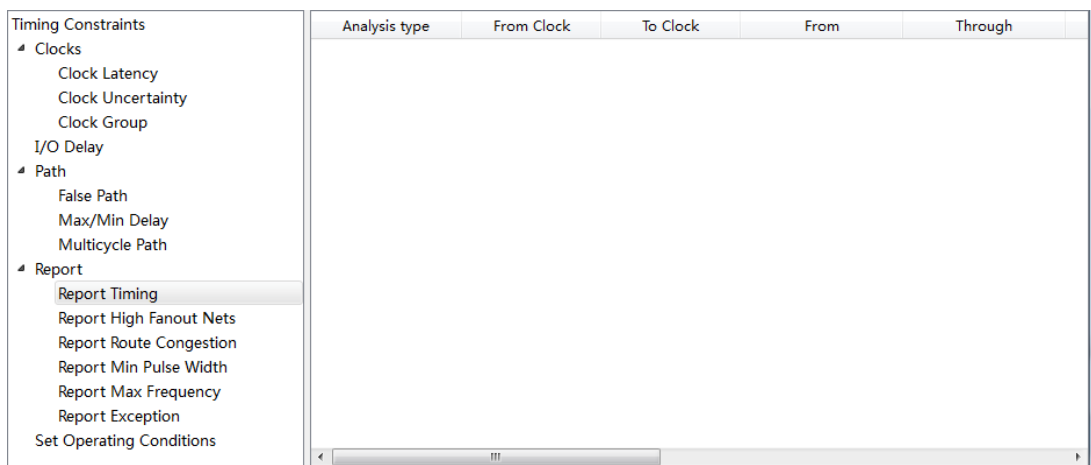 Timing Constraints
Clocks
Clock Latency
Clock Uncertainty
Clock Group
I/O Delay
Path
False Path
Max/Min Delay
Multicycle Path
Report
Report Timing
Report High Fanout Nets
Report Route Congestion
Report Min Pulse Width
Report Max Frequency
Report Exception
Set Operating Conditions
Analysis type From Clock To Clock From Through